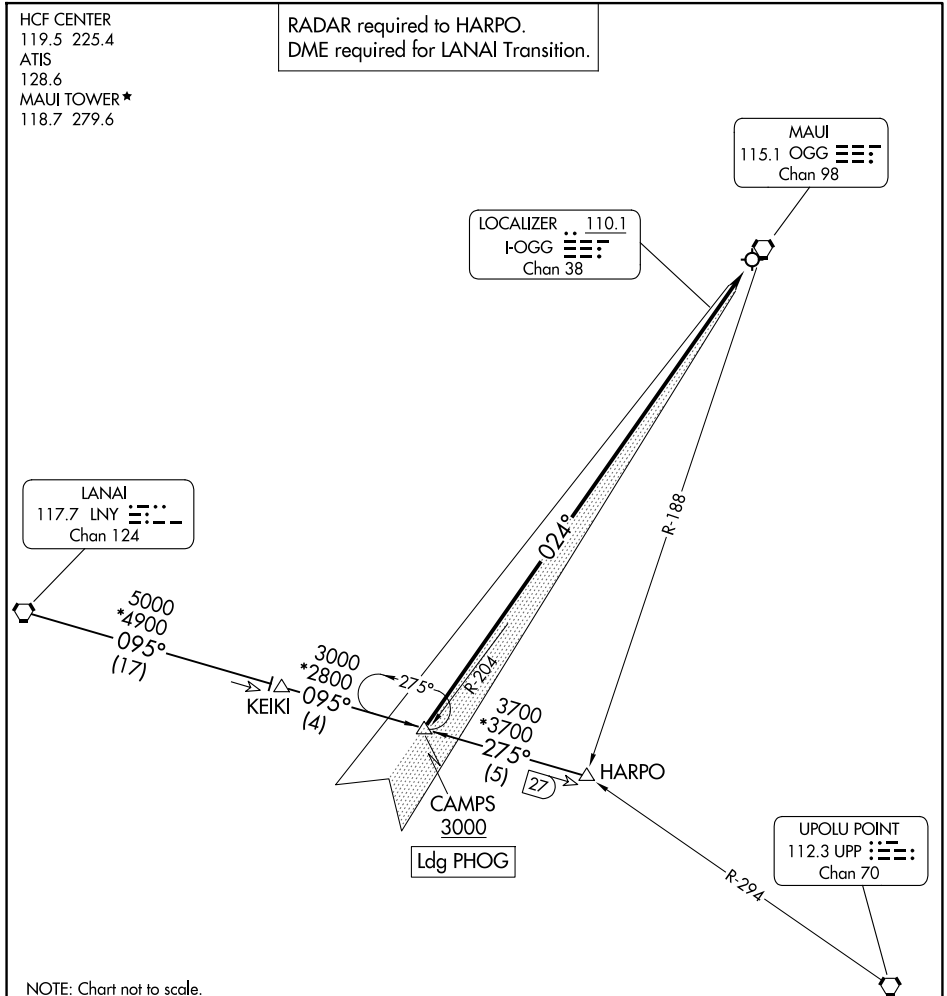 HCF CENTER
119.5 225.4
ATIS
128.6
MAUI TOWER★
118.7 279.6
RADAR required to HARPO.
DME required for LANAI Transition.
MAUI
115.1 OGG
Chan 98
LOCALIZER 110.1
I-OGG
Chan 38
R-188
024°
LANAI
117.7 LNY
Chan 124
5000
*4900
095°
(17)
KEIKI
3000
*2800
095°
(4)
275°
R-204
3700
*3700
275°
(5)
27
HARPO
CAMPS
3000
Ldg PHOG
UPOLU POINT
112.3 UPP
Chan 70
R-294
NOTE: Chart not to scale.